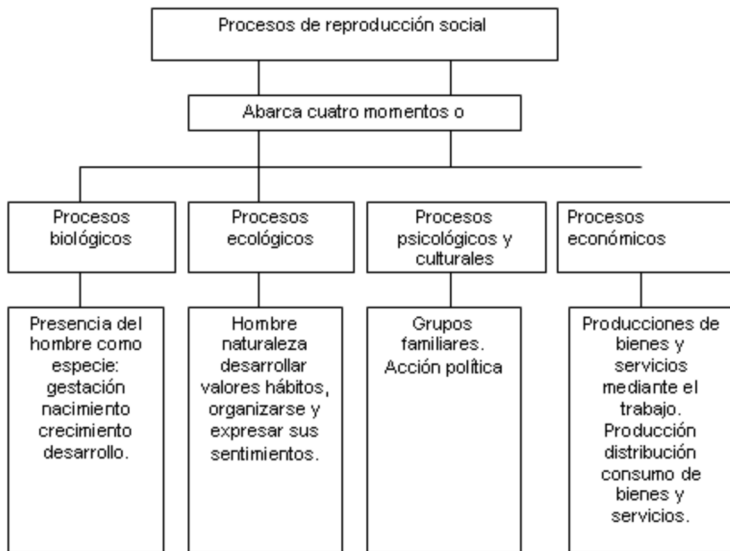 Procesos de reproducción social
Abarca cuatro momentos o
Procesos
biológicos
Procesos
ecológicos
Procesos
psicológicos y
culturales
Procesos
económicos
Presencia del
hombre como
especie:
gestación
nacimiento
crecimiento
desarrollo.
Hombre
naturaleza
desarrollar
valores hábitos,
organizarse y
expresar sus
sentimientos.
Grupos
familiares.
Acción política
Producciones de
bienes y
servicios
mediante el
trabajo.
Producción
distribución
consumo de
bienes y
servicios.